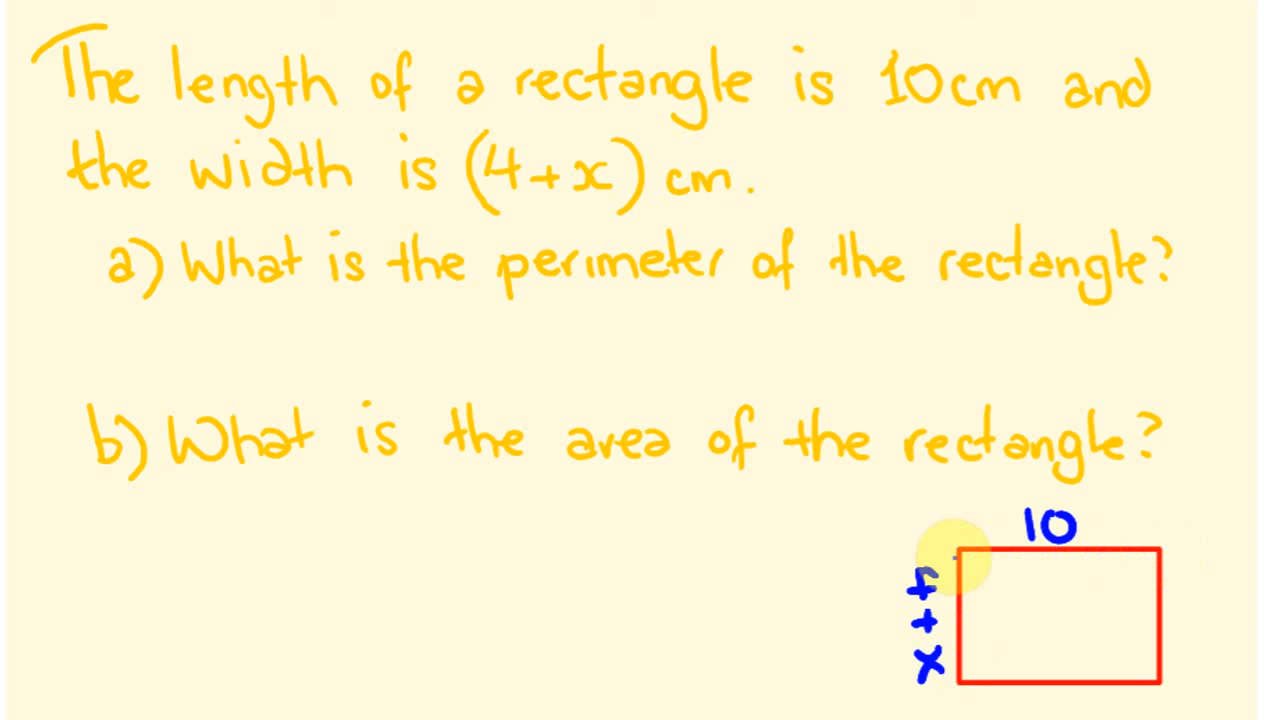 The length of a rectangle is 10cm and
the width is (4+x) cm.
a) What is the perimeter of the rectangle?
b) What is the area of the rectangle?
10
4+x